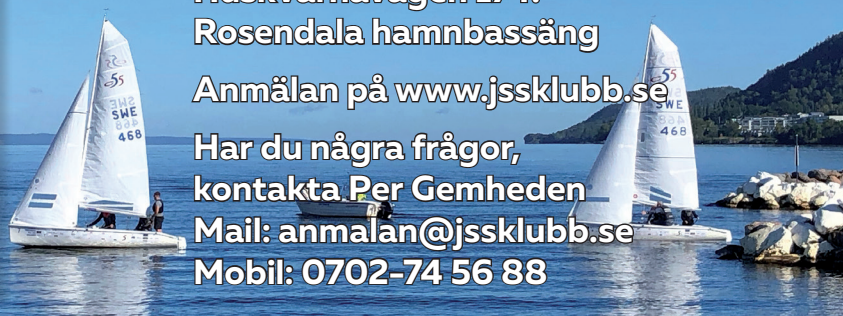 Rosendala hamnbassäng
Anmälan på www.jssklubb.se
Har du några frågor,
kontakta Per Gemheden
Mail: anmalan@jssklubb.se
Mobil: 0702-74 56 88
SWE
468
SWE
468